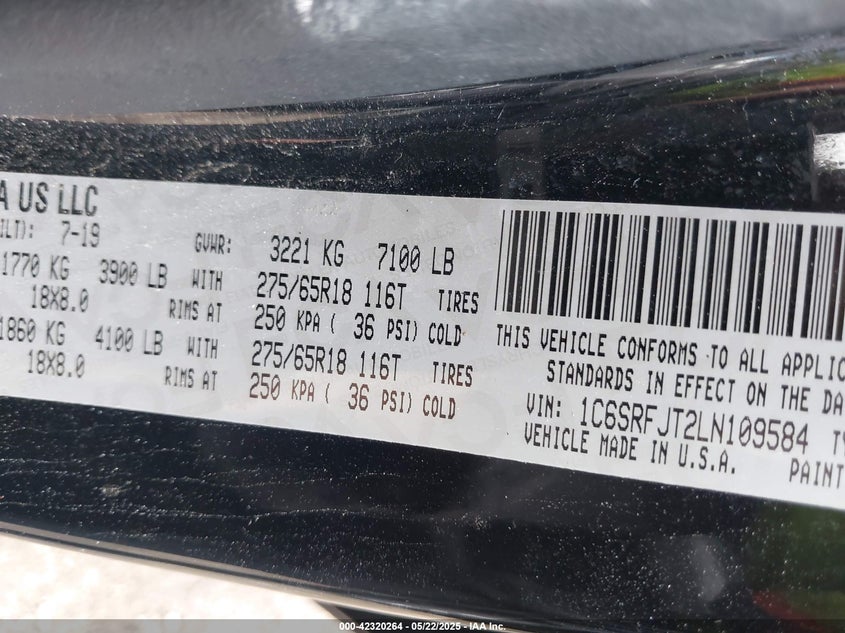 A US LLC
ILT): 7-19 GVWR: 3221 KG 7100 LB
1770 KG 3900 LB WITH 275/65R18 116T TIRES
18X8.0 RIMS AT 250 KPA ( 36 PSI) COLD
1860 KG 4100 LB WITH 275/65R18 116T TIRES
18X8.0 RIMS AT 250 KPA ( 36 PSI) COLD
THIS VEHICLE CONFORMS TO ALL APPLIC
STANDARDS IN EFFECT ON THE DA
VIN: 1C6SRFJT2LN109584 TY
VEHICLE MADE IN U.S.A. PAINT
000-42320264 - 05/22/2025 - IAA Inc.